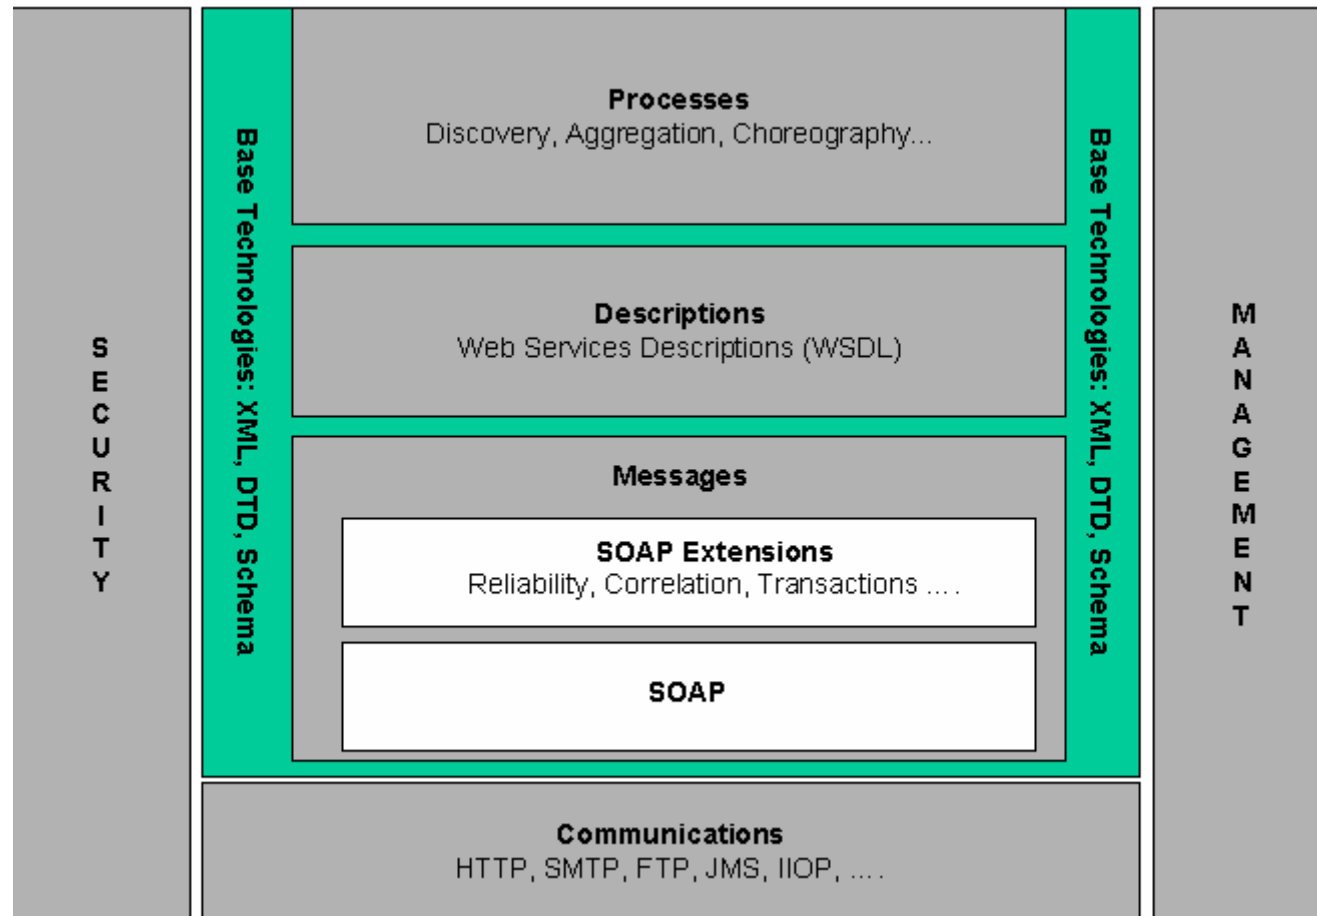 SECURITY
Base Technologies: XML, DTD, Schema
Processes
Discovery, Aggregation, Choreography...
Descriptions
Web Services Descriptions (WSDL)
Messages
SOAP Extensions
Reliability, Correlation, Transactions ….
SOAP
Base Technologies: XML, DTD, Schema
MANAGEMENT
Communications
HTTP, SMTP, FTP, JMS, IIOP, ….